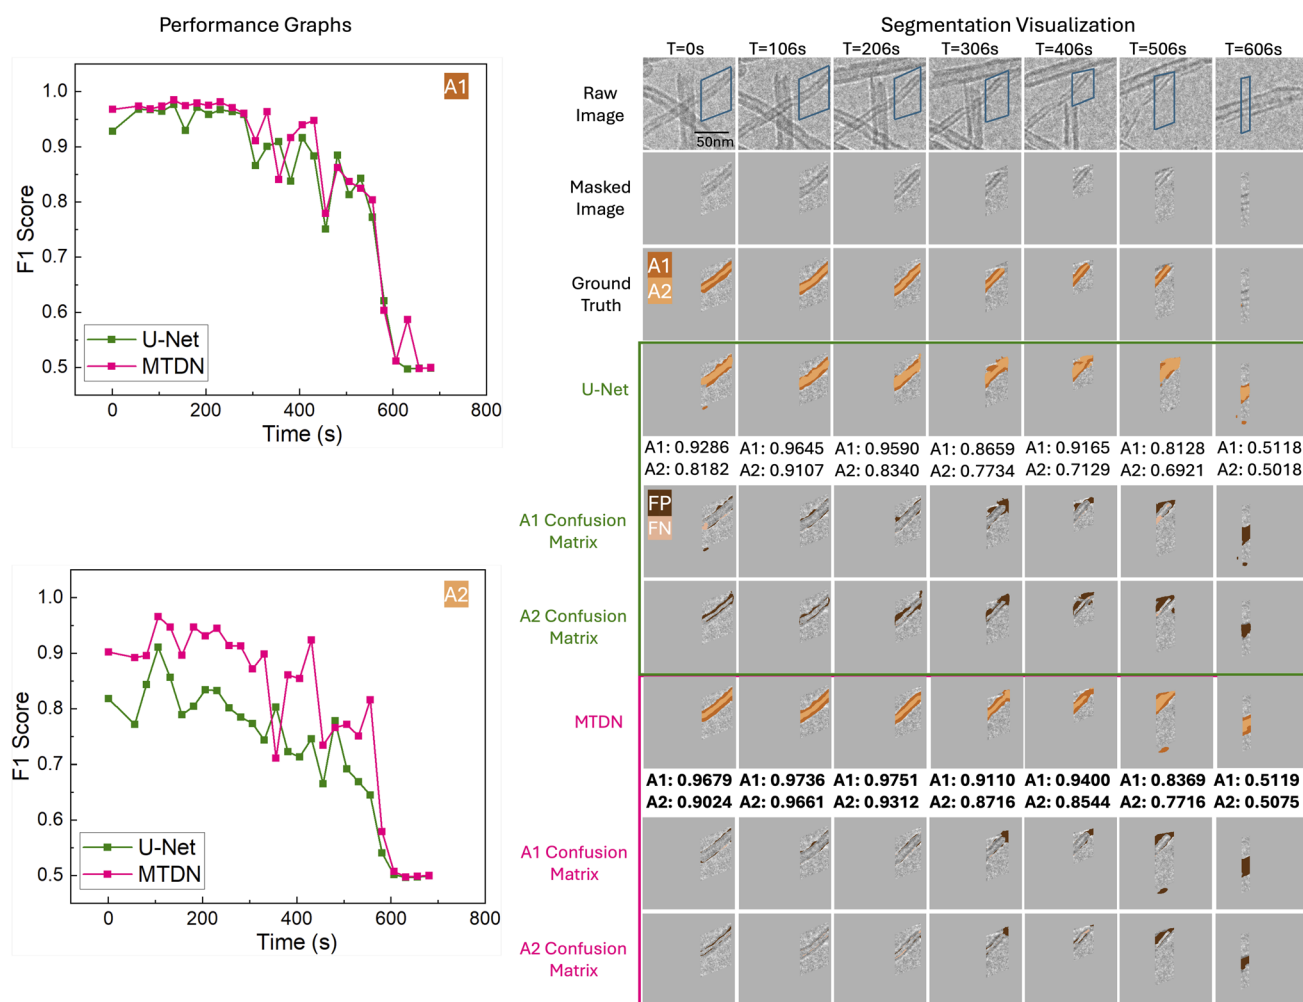 Performance Graphs
A1
1.0
0.9
0.8
0.7
0.6
0.5
F1 Score
U-Net
MTDN
0 200 400 600 800
Time (s)
A2
1.0
0.9
0.8
0.7
0.6
0.5
F1 Score
U-Net
MTDN
0 200 400 600 800
Time (s)
Segmentation Visualization
T=0s T=106s T=206s T=306s T=406s T=506s T=606s
Raw
Image
50nm
Masked
Image
Ground
Truth
A1
A2
U-Net
A1: 0.9286 A1: 0.9645 A1: 0.9590 A1: 0.8659 A1: 0.9165 A1: 0.8128 A1: 0.5118
A2: 0.8182 A2: 0.9107 A2: 0.8340 A2: 0.7734 A2: 0.7129 A2: 0.6921 A2: 0.5018
A1 Confusion
Matrix
FP
FN
A2 Confusion
Matrix
MTDN
A1: 0.9679 A1: 0.9736 A1: 0.9751 A1: 0.9110 A1: 0.9400 A1: 0.8369 A1: 0.5119
A2: 0.9024 A2: 0.9661 A2: 0.9312 A2: 0.8716 A2: 0.8544 A2: 0.7716 A2: 0.5075
A1 Confusion
Matrix
A2 Confusion
Matrix